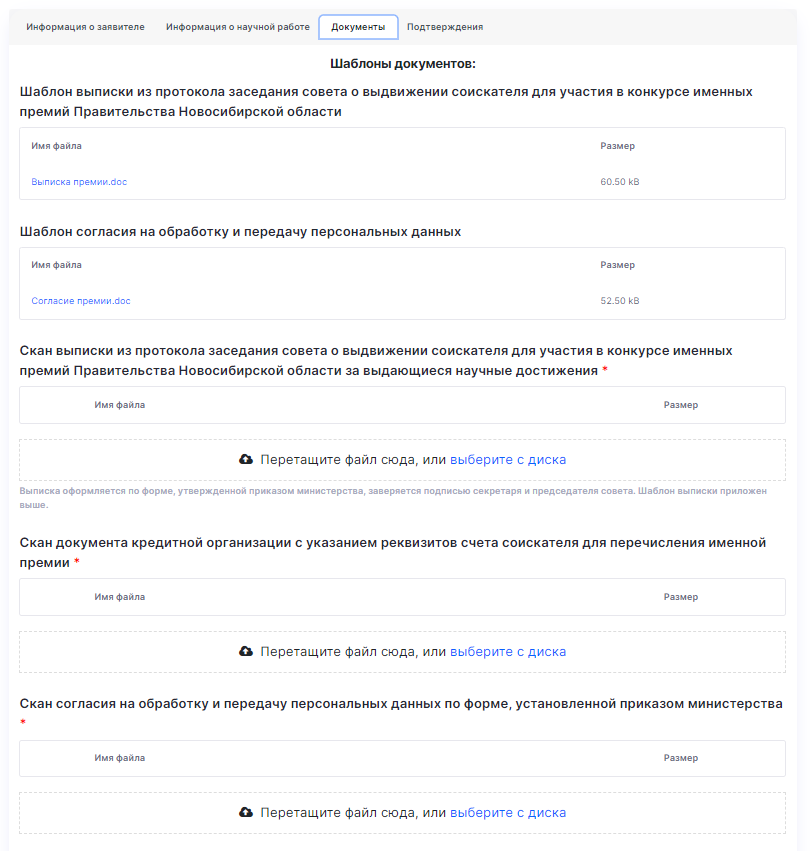 Информация о заявителе Информация о научной работе Документы Подтверждения
Шаблоны документов:
Шаблон выписки из протокола заседания совета о выдвижении соискателя для участия в конкурсе именных
премий Правительства Новосибирской области
Имя файла Размер
Выписка премии.doc 60.50 kB
Шаблон согласия на обработку и передачу персональных данных
Имя файла Размер
Согласие премии.doc 52.50 kB
Скан выписки из протокола заседания совета о выдвижении соискателя для участия в конкурсе именных
премий Правительства Новосибирской области за выдающиеся научные достижения *
Имя файла Размер
Перетащите файл сюда, или выберите с диска
Выписка оформляется по форме, утвержденной приказом министерства, заверяется подписью секретаря и председателя совета. Шаблон выписки приложен
выше.
Скан документа кредитной организации с указанием реквизитов счета соискателя для перечисления именной
премии *
Имя файла Размер
Перетащите файл сюда, или выберите с диска
Скан согласия на обработку и передачу персональных данных по форме, установленной приказом министерства
*
Имя файла Размер
Перетащите файл сюда, или выберите с диска